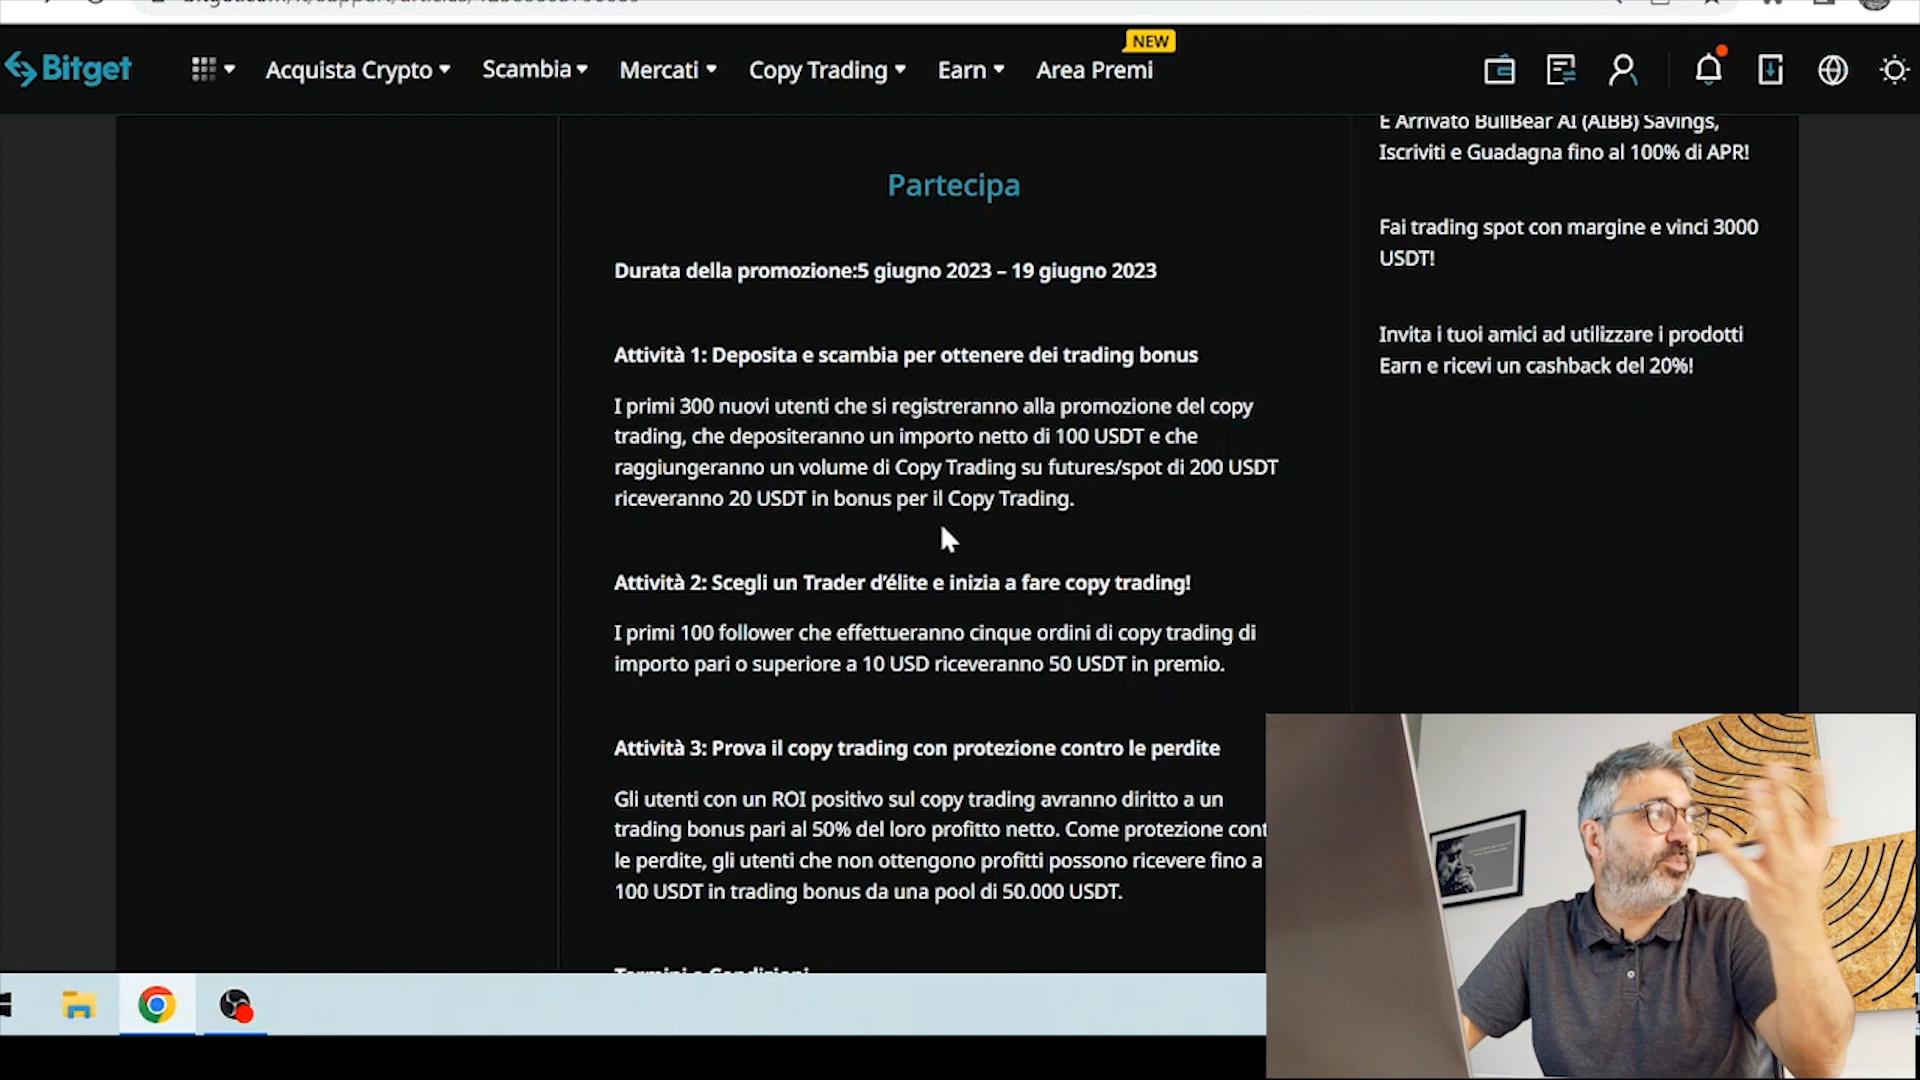 Bitget
Acquista Crypto
Scambia
Mercati
Copy Trading
Earn
Area Premi
NEW
È Arrivato BullBear AI (AIBB) Savings,
Iscriviti e Guadagna fino al 100% di APR!
Fai trading spot con margine e vinci 3000
USDT!
Invita i tuoi amici ad utilizzare i prodotti
Earn e ricevi un cashback del 20%!
Partecipa
Durata della promozione:5 giugno 2023 – 19 giugno 2023
Attività 1: Deposita e scambia per ottenere dei trading bonus
I primi 300 nuovi utenti che si registreranno alla promozione del copy
trading, che depositeranno un importo netto di 100 USDT e che
raggiungeranno un volume di Copy Trading su futures/spot di 200 USDT
riceveranno 20 USDT in bonus per il Copy Trading.
Attività 2: Scegli un Trader d’élite e inizia a fare copy trading!
I primi 100 follower che effettueranno cinque ordini di copy trading di
importo pari o superiore a 10 USD riceveranno 50 USDT in premio.
Attività 3: Prova il copy trading con protezione contro le perdite
Gli utenti con un ROI positivo sul copy trading avranno diritto a un
trading bonus pari al 50% del loro profitto netto. Come protezione cont
le perdite, gli utenti che non ottengono profitti possono ricevere fino a
100 USDT in trading bonus da una pool di 50.000 USDT.
Termini e Condizioni